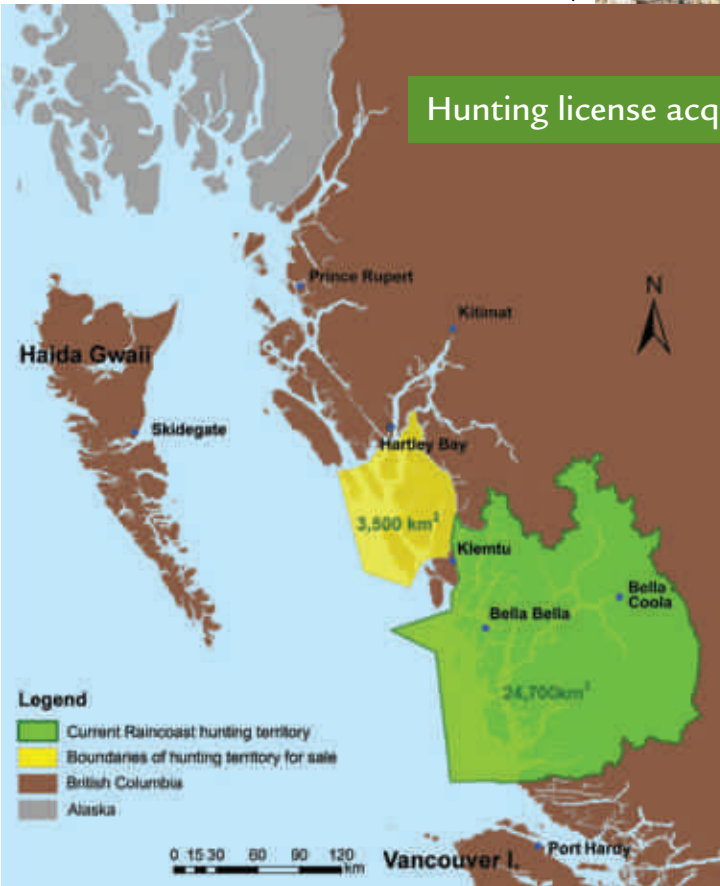 Hunting license acq
N
Prince Rupert
Kitimat
Haida Gwaii
Skidegate
Hartley Bay
3,500 km²
Klemtu
Bella
Coola
Bella Bella
24,700km²
Legend
Current Raincoast hunting territory
Boundaries of hunting territory for sale
British Columbia
Alaska
0 15 30 60 90 120
km
Vancouver I.
Port Hardy